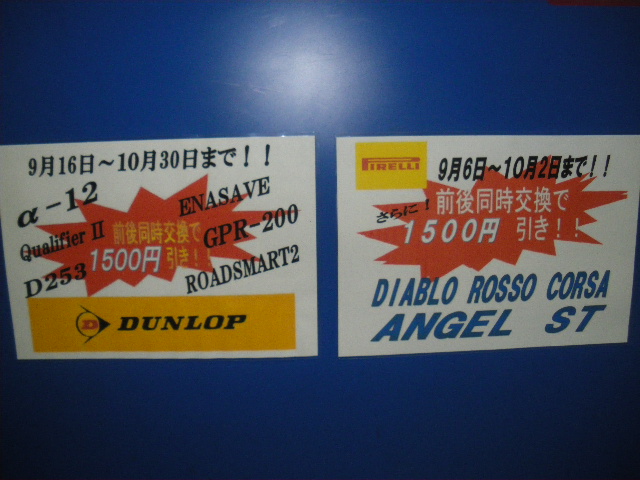 9月16日～10月30日まで！！
α-12
ENASAVE
Qualifier II
GPR-200
D253
ROADSMART2
前後同時交換で
1500円 引き！
D DUNLOP
PIRELLI
9月6日～10月2日まで！！
さらに！
前後同時交換で
1500円 引き！！
DIABLO ROSSO CORSA
ANGEL ST